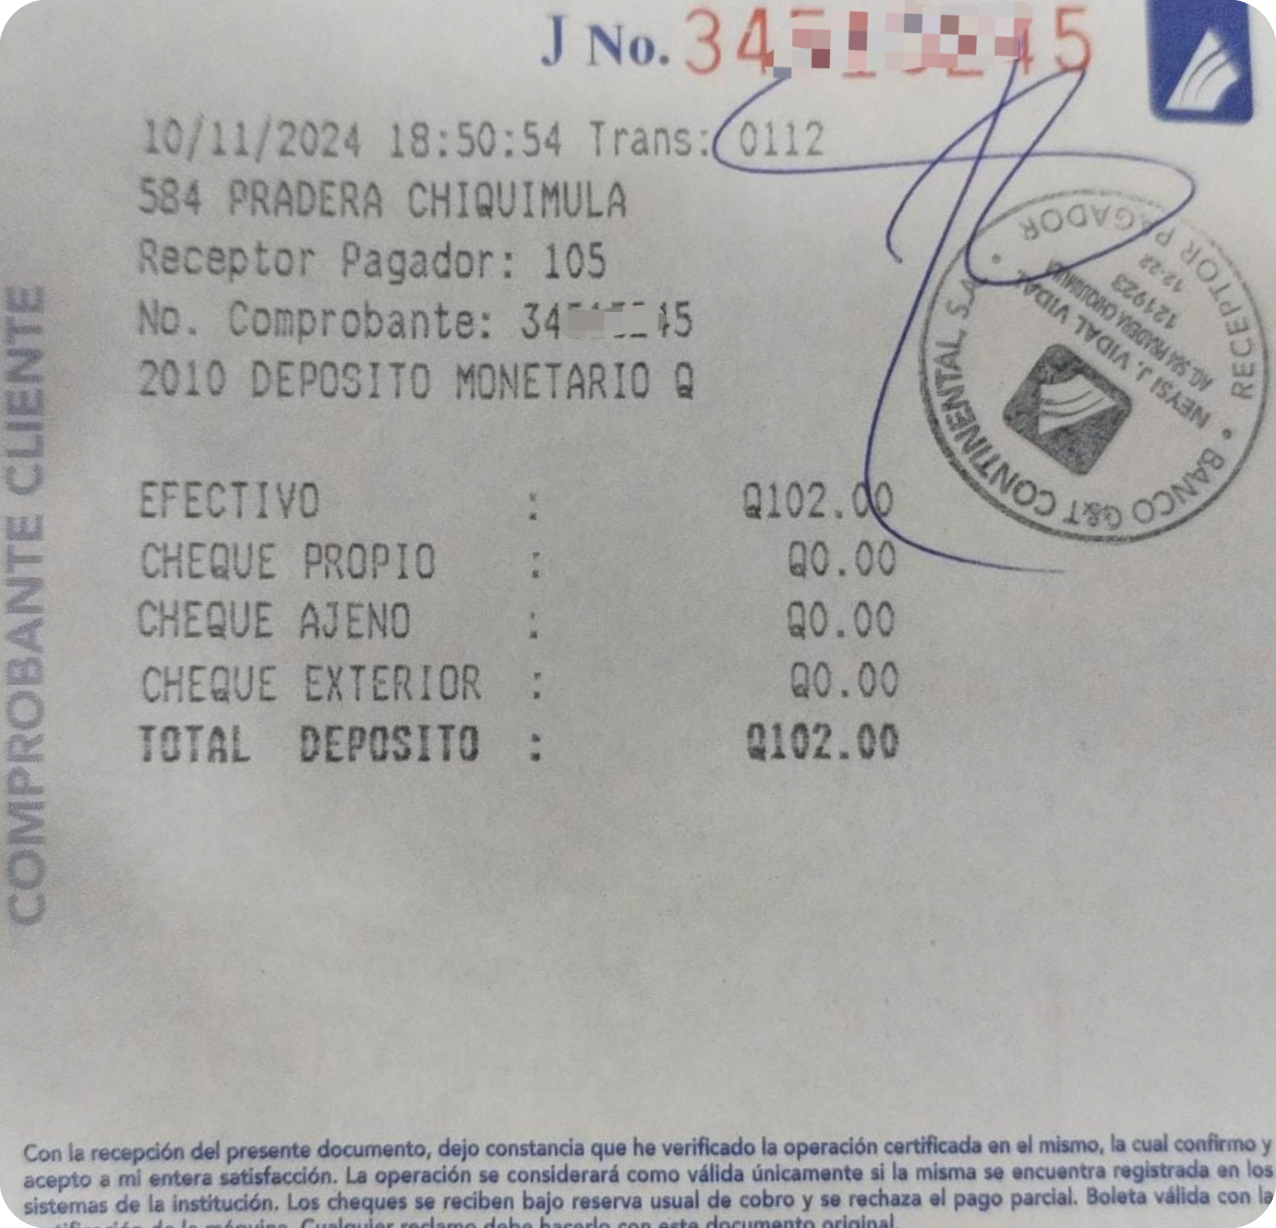 J No. 34 45
10/11/2024 18:50:54 Trans: 0112
584 PRADERA CHIQUIMULA
Receptor Pagador: 105
No. Comprobante: 34 45
2010 DEPOSITO MONETARIO Q
EFECTIVO : Q102.00
CHEQUE PROPIO : Q0.00
CHEQUE AJENO : Q0.00
CHEQUE EXTERIOR : Q0.00
TOTAL DEPOSITO : Q102.00
COMPROBANTE CLIENTE
BANCO G&T CONTINENTAL, S.A. • RECEPTOR PAGADOR •
NEYSI J. VIDAL VIDAL
AG. 584 PRADERA CHIQUIMULA
121923
12-22
Con la recepción del presente documento, dejo constancia que he verificado la operación certificada en el mismo, la cual confirmo y
acepto a mi entera satisfacción. La operación se considerará como válida únicamente si la misma se encuentra registrada en los
sistemas de la institución. Los cheques se reciben bajo reserva usual de cobro y se rechaza el pago parcial. Boleta válida con la
de la máquina. Cualquier reclamo debe hacerlo con este documento original.